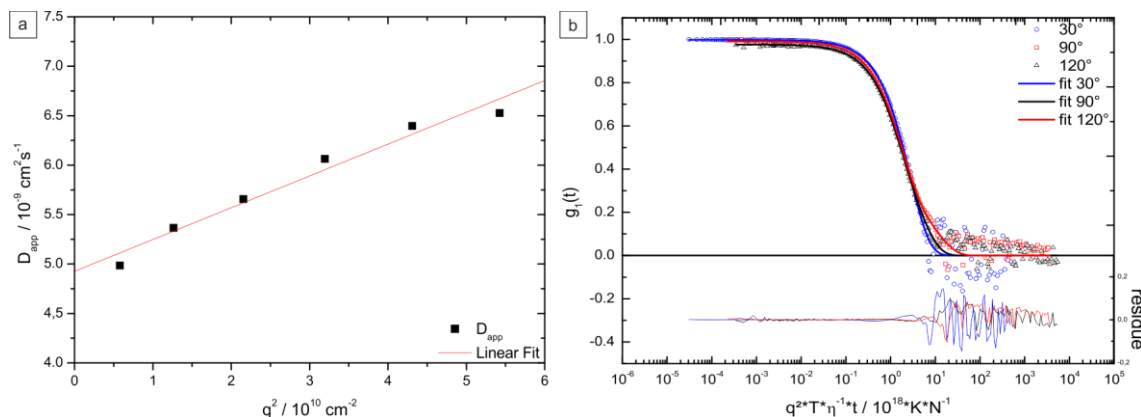 a
7.5
7.0
6.5
6.0
5.5
5.0
4.5
4.0
D_app / 10^-9 cm^2s^-1
0 1 2 3 4 5 6
q^2 / 10^10 cm^-2
D_app
Linear Fit
b
1.0
0.8
0.6
0.4
0.2
0.0
-0.2
-0.4
g_1(t)
30°
90°
120°
fit 30°
fit 90°
fit 120°
0,2
0,0
-0,2
residue
10^-6 10^-5 10^-4 10^-3 10^-2 10^-1 10^0 10^1 10^2 10^3 10^4 10^5
q²*T*η^-1*t / 10^18*K*N^-1